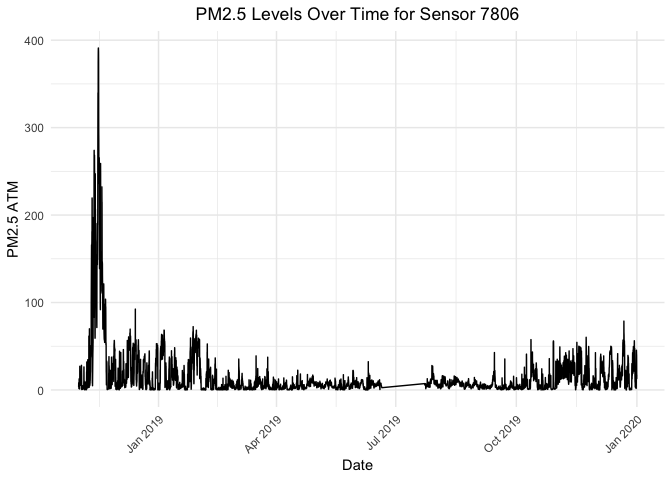 PM2.5 Levels Over Time for Sensor 7806
400
300
200
100
0
PM2.5 ATM
Jan 2019
Apr 2019
Jul 2019
Oct 2019
Jan 2020
Date